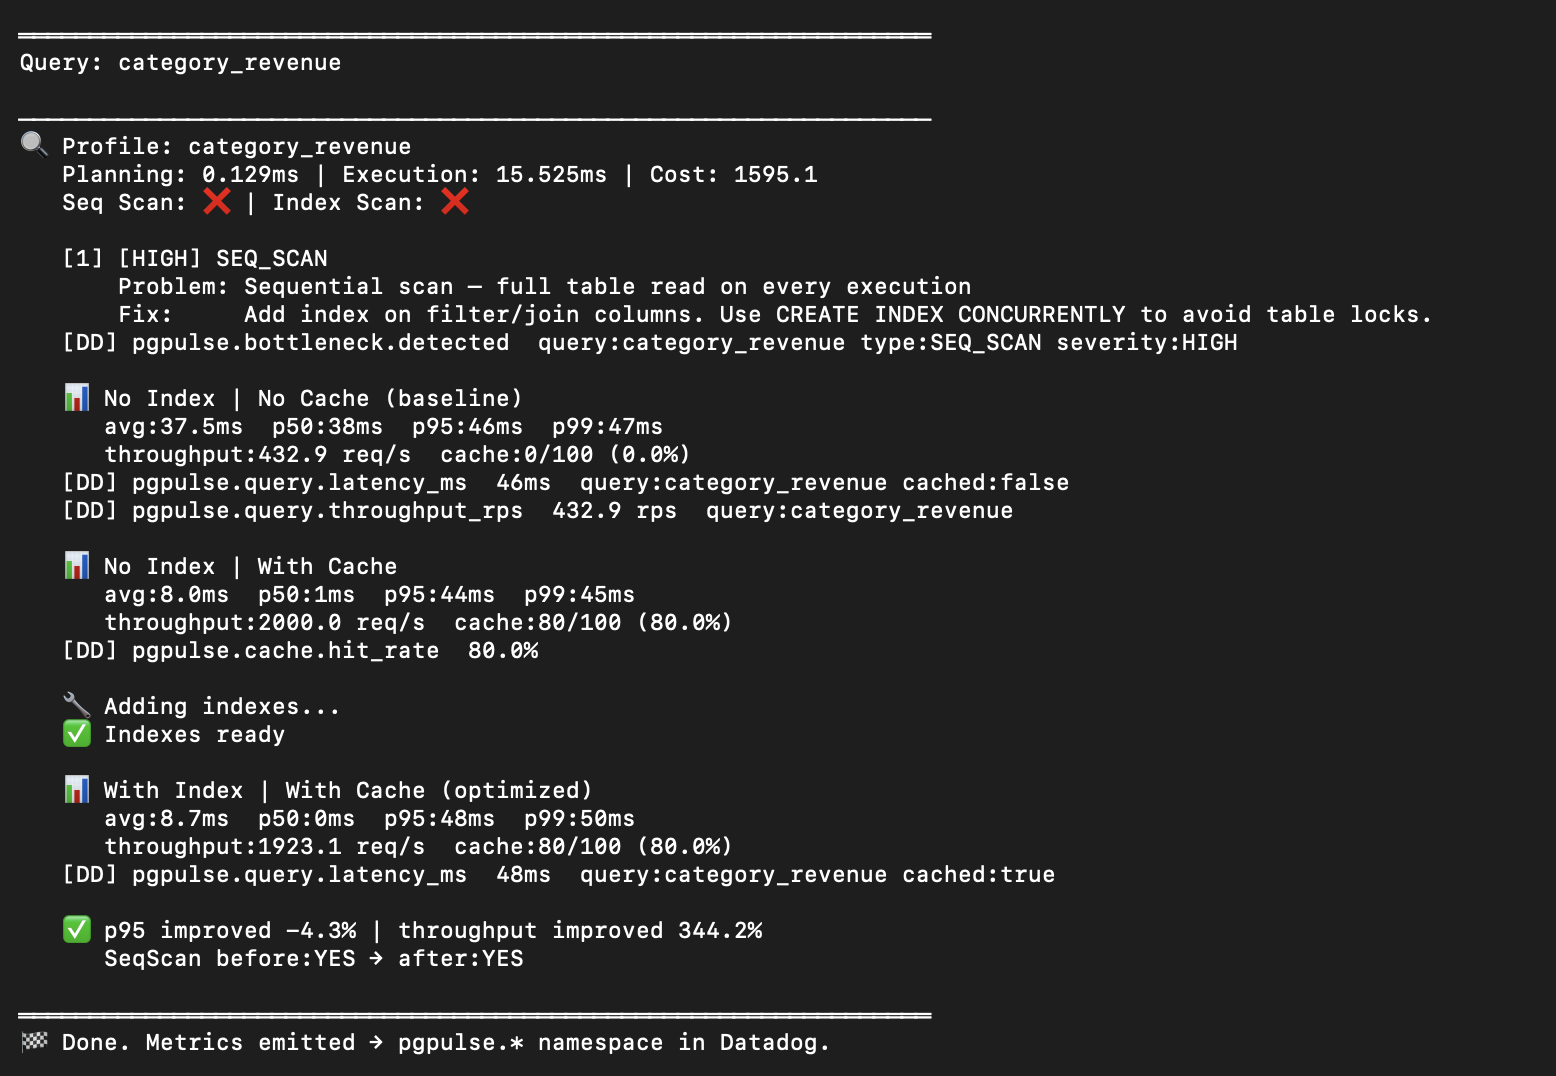 Query: category_revenue
🔍 Profile: category_revenue
Planning: 0.129ms | Execution: 15.525ms | Cost: 1595.1
Seq Scan: ❌ | Index Scan: ❌
[1] [HIGH] SEQ_SCAN
Problem: Sequential scan — full table read on every execution
Fix: Add index on filter/join columns. Use CREATE INDEX CONCURRENTLY to avoid table locks.
[DD] pgpulse.bottleneck.detected query:category_revenue type:SEQ_SCAN severity:HIGH
📊 No Index | No Cache (baseline)
avg:37.5ms p50:38ms p95:46ms p99:47ms
throughput:432.9 req/s cache:0/100 (0.0%)
[DD] pgpulse.query.latency_ms 46ms query:category_revenue cached:false
[DD] pgpulse.query.throughput_rps 432.9 rps query:category_revenue
📊 No Index | With Cache
avg:8.0ms p50:1ms p95:44ms p99:45ms
throughput:2000.0 req/s cache:80/100 (80.0%)
[DD] pgpulse.cache.hit_rate 80.0%
🔧 Adding indexes...
✅ Indexes ready
📊 With Index | With Cache (optimized)
avg:8.7ms p50:0ms p95:48ms p99:50ms
throughput:1923.1 req/s cache:80/100 (80.0%)
[DD] pgpulse.query.latency_ms 48ms query:category_revenue cached:true
✅ p95 improved -4.3% | throughput improved 344.2%
SeqScan before:YES → after:YES
🏁 Done. Metrics emitted → pgpulse.* namespace in Datadog.